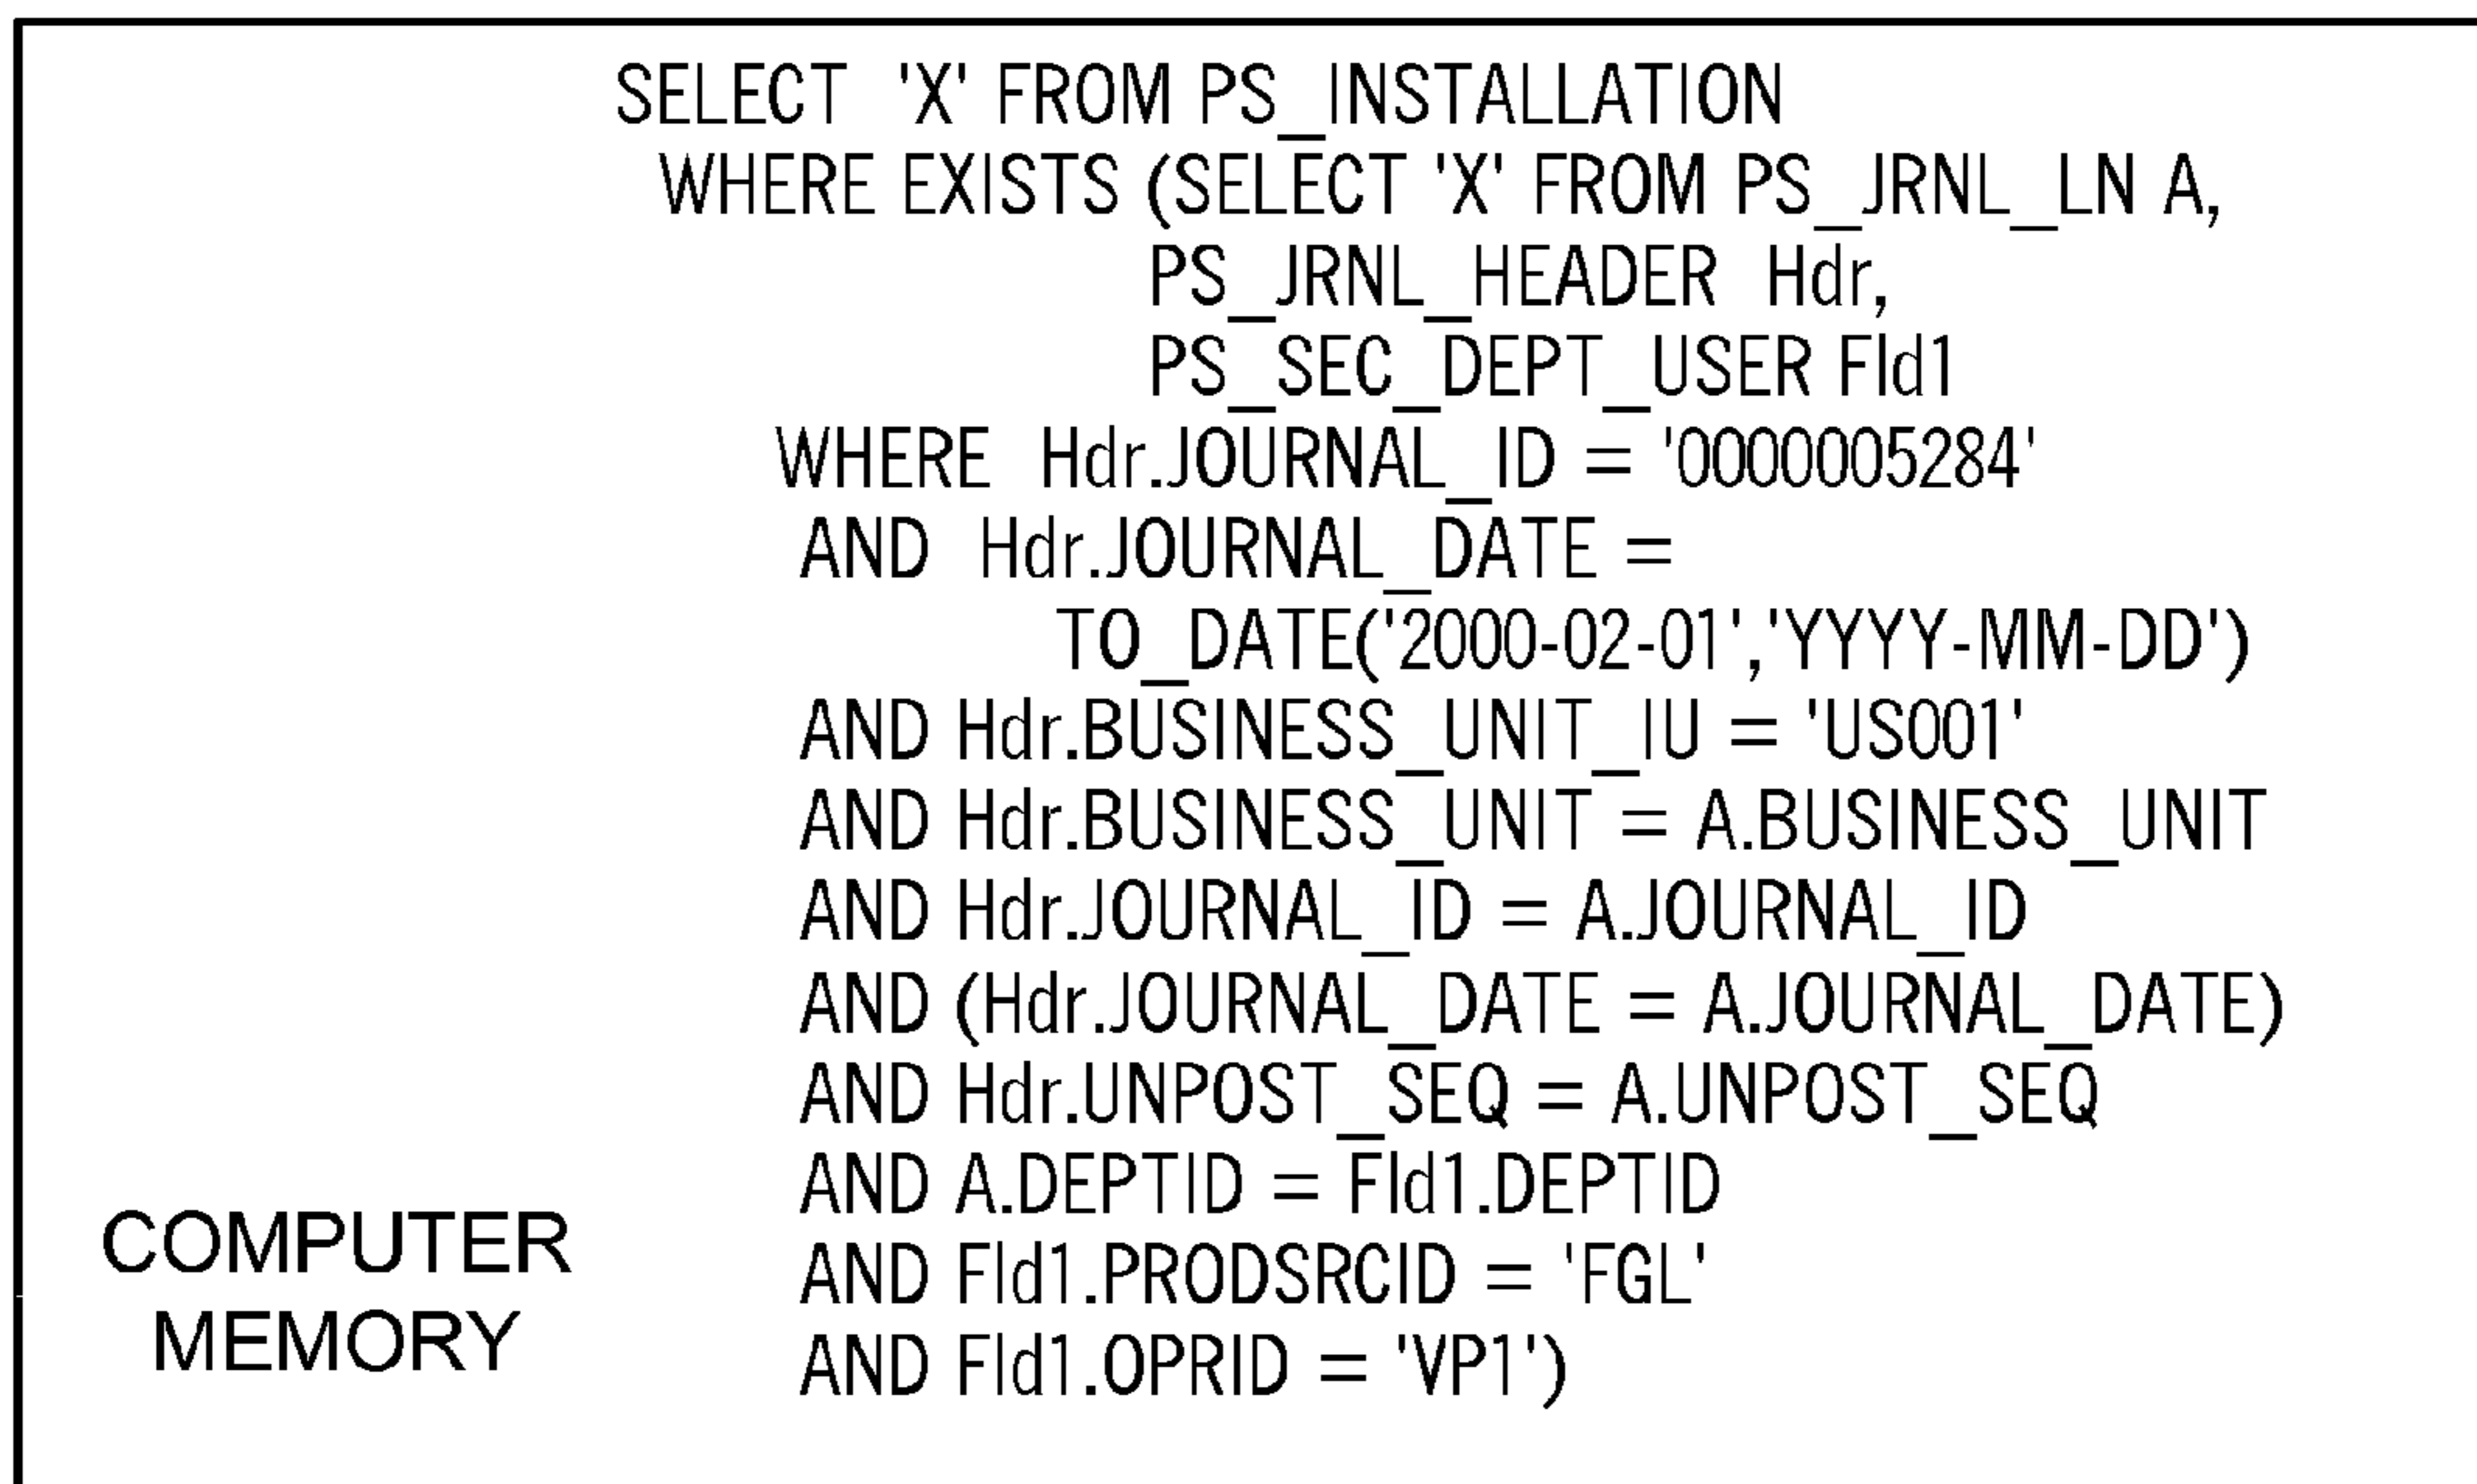 SELECT 'X' FROM PS_INSTALLATION
WHERE EXISTS (SELECT 'X' FROM PS_JRNL_LN A,
PS_JRNL_HEADER Hdr,
PS_SEC_DEPT_USER Fld1
WHERE Hdr.JOURNAL_ID = '0000005284'
AND Hdr.JOURNAL_DATE =
TO_DATE('2000-02-01','YYYY-MM-DD')
AND Hdr.BUSINESS_UNIT_IU = 'US001'
AND Hdr.BUSINESS_UNIT = A.BUSINESS_UNIT
AND Hdr.JOURNAL_ID = A.JOURNAL_ID
AND (Hdr.JOURNAL_DATE = A.JOURNAL_DATE)
AND Hdr.UNPOST_SEQ = A.UNPOST_SEQ
AND A.DEPTID = Fld1.DEPTID
AND Fld1.PRODSRCID = 'FGL'
AND Fld1.OPRID = 'VP1')
COMPUTER
MEMORY